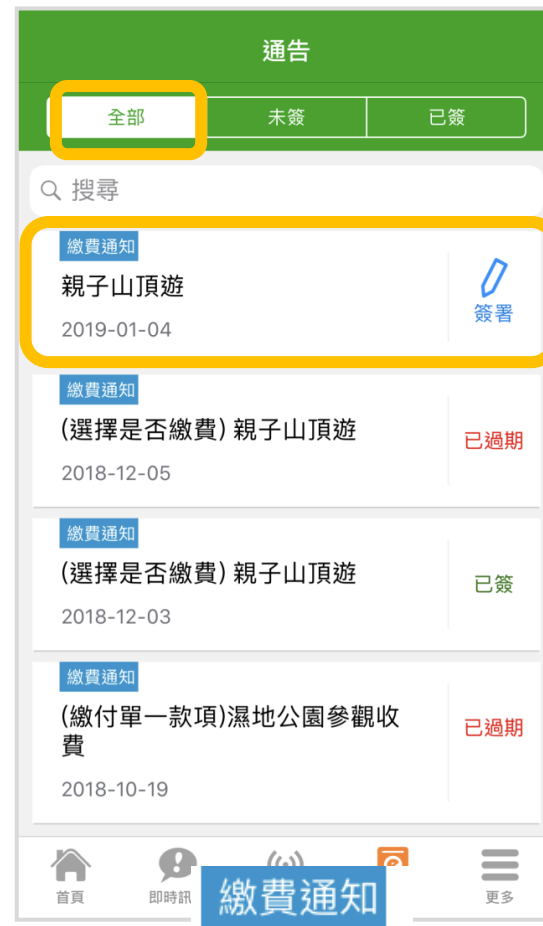 通告
全部 未簽 已簽
搜尋
繳費通知
親子山頂遊
2019-01-04
簽署
繳費通知
(選擇是否繳費) 親子山頂遊
2018-12-05
已過期
繳費通知
(選擇是否繳費) 親子山頂遊
2018-12-03
已簽
繳費通知
(繳付單一款項)濕地公園參觀收
費
2018-10-19
已過期
首頁 即時訊 更多
繳費通知